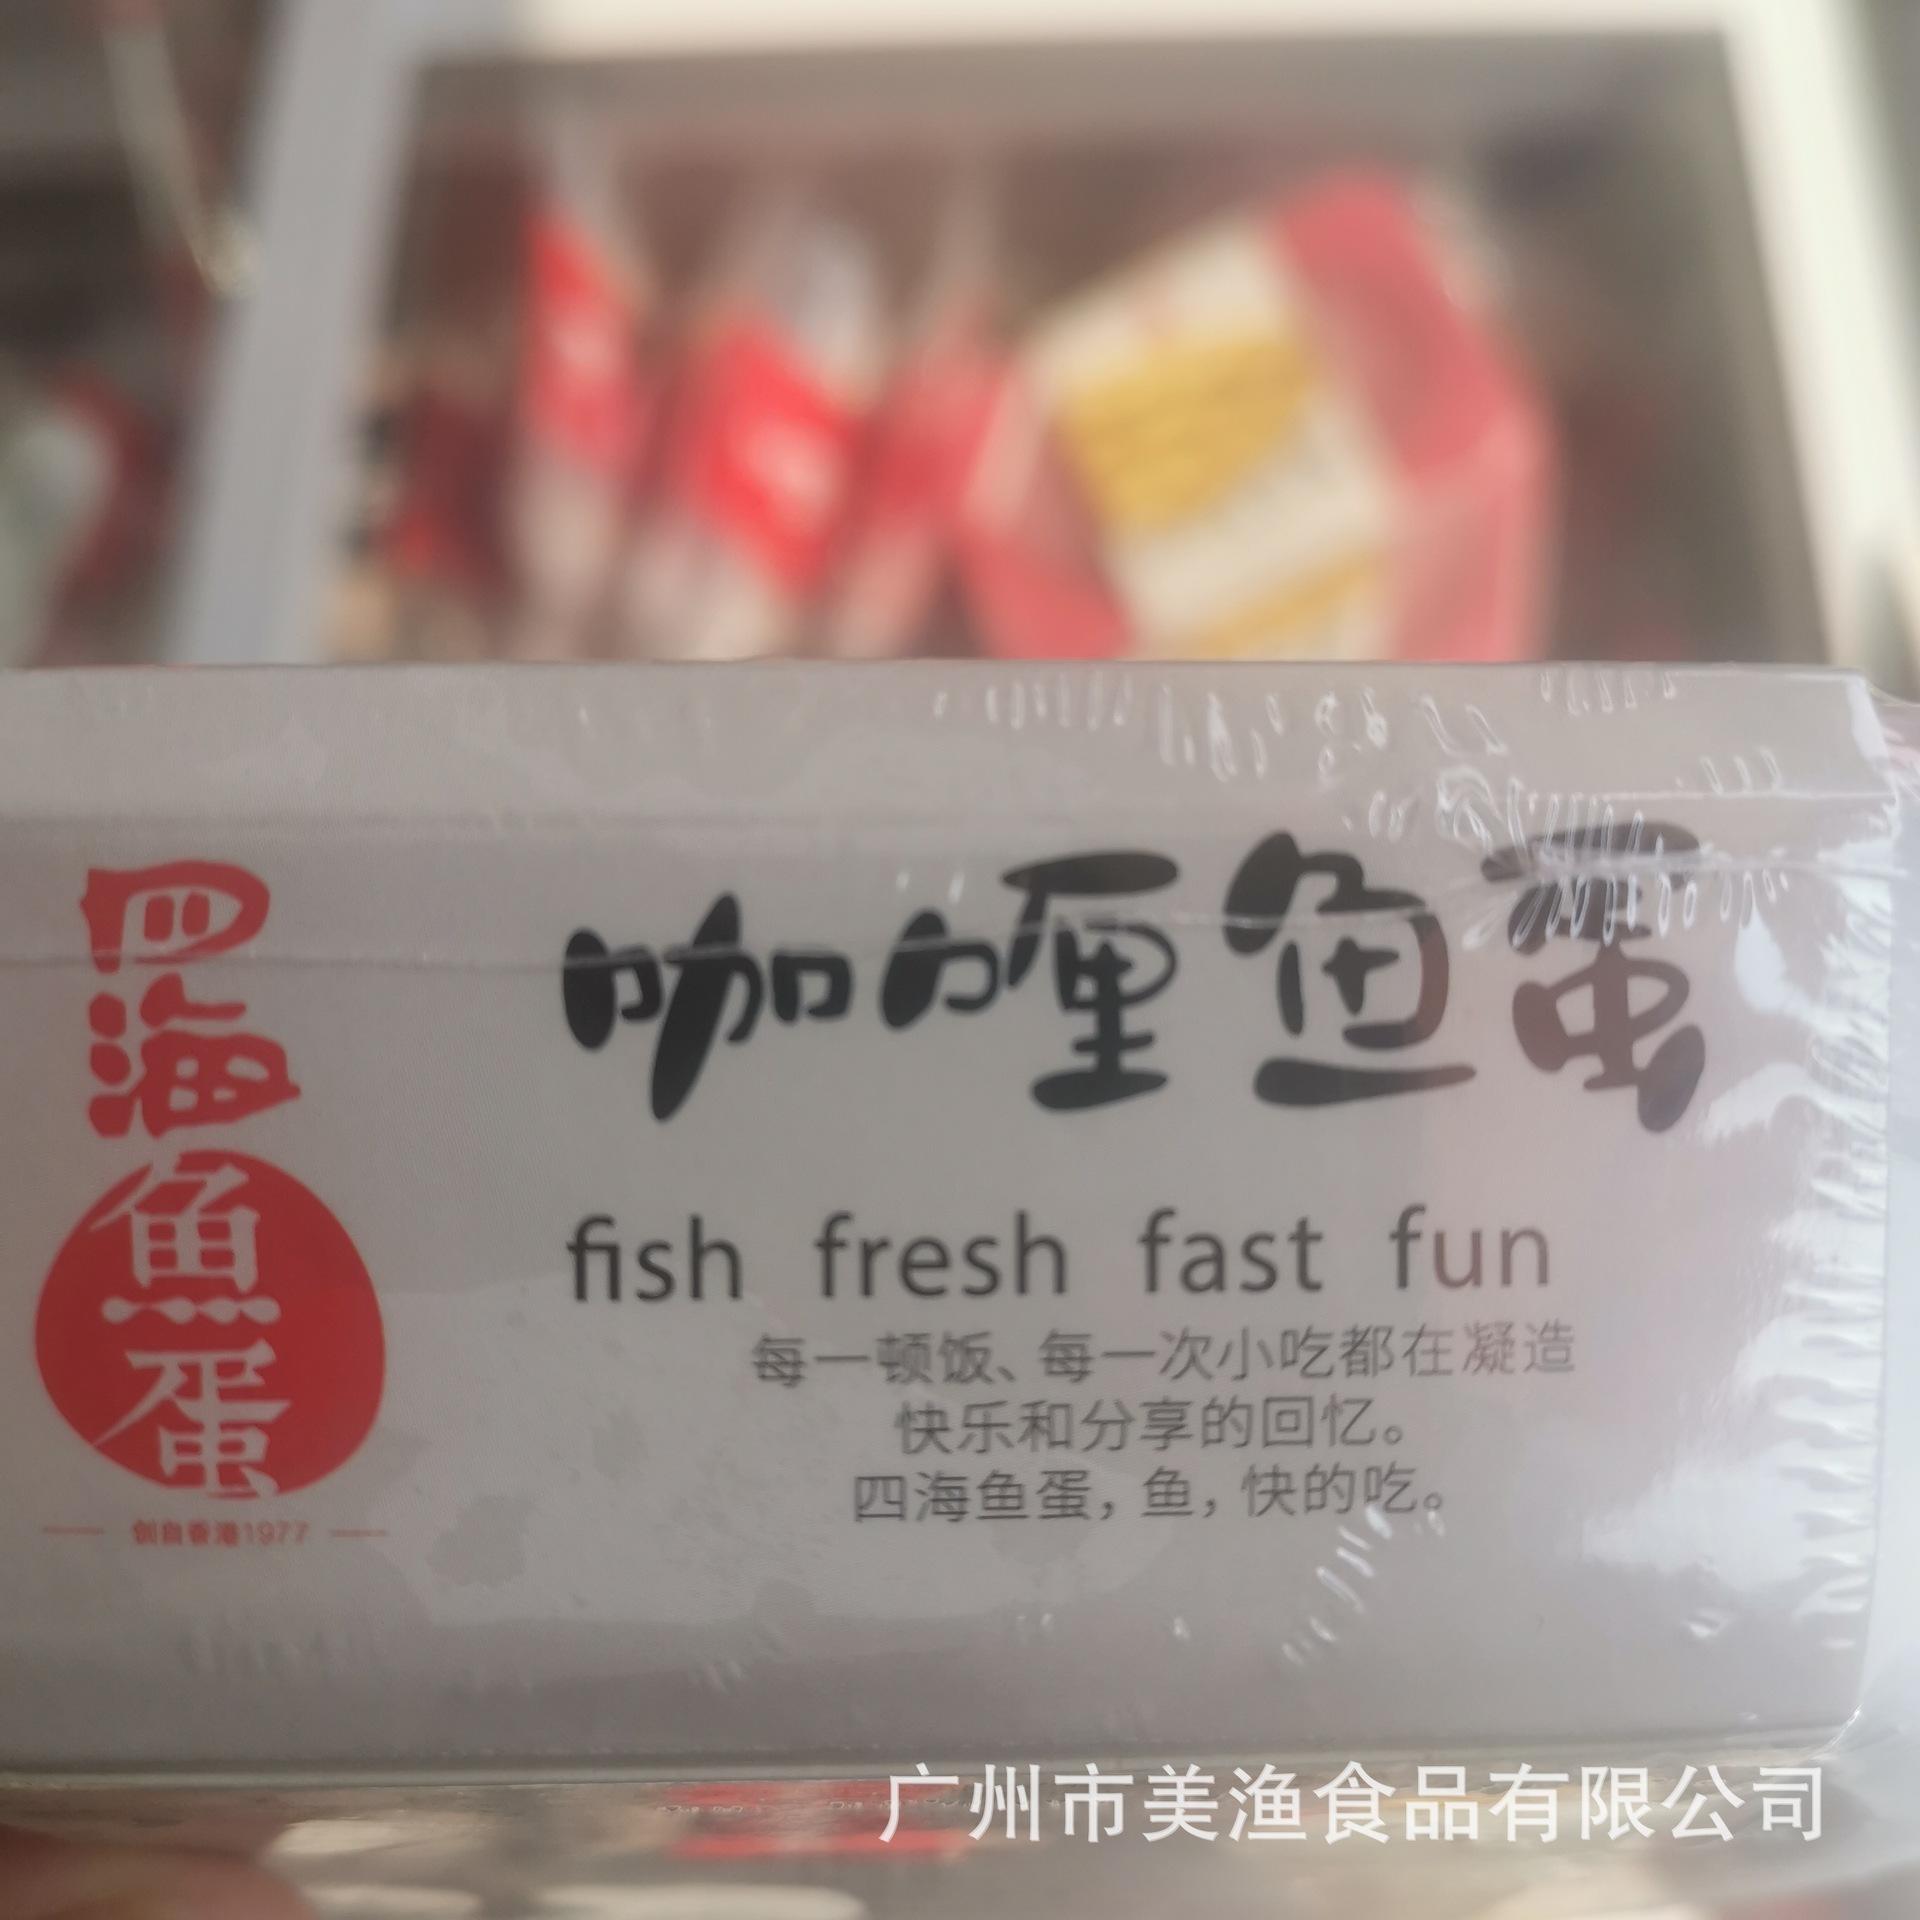 四海
魚蛋
创自香港1977
咖喱鱼蛋
fish fresh fast fun
每一顿饭、每一次小吃都在凝造
快乐和分享的回忆。
四海鱼蛋，鱼，快的吃。
广州市美渔食品有限公司